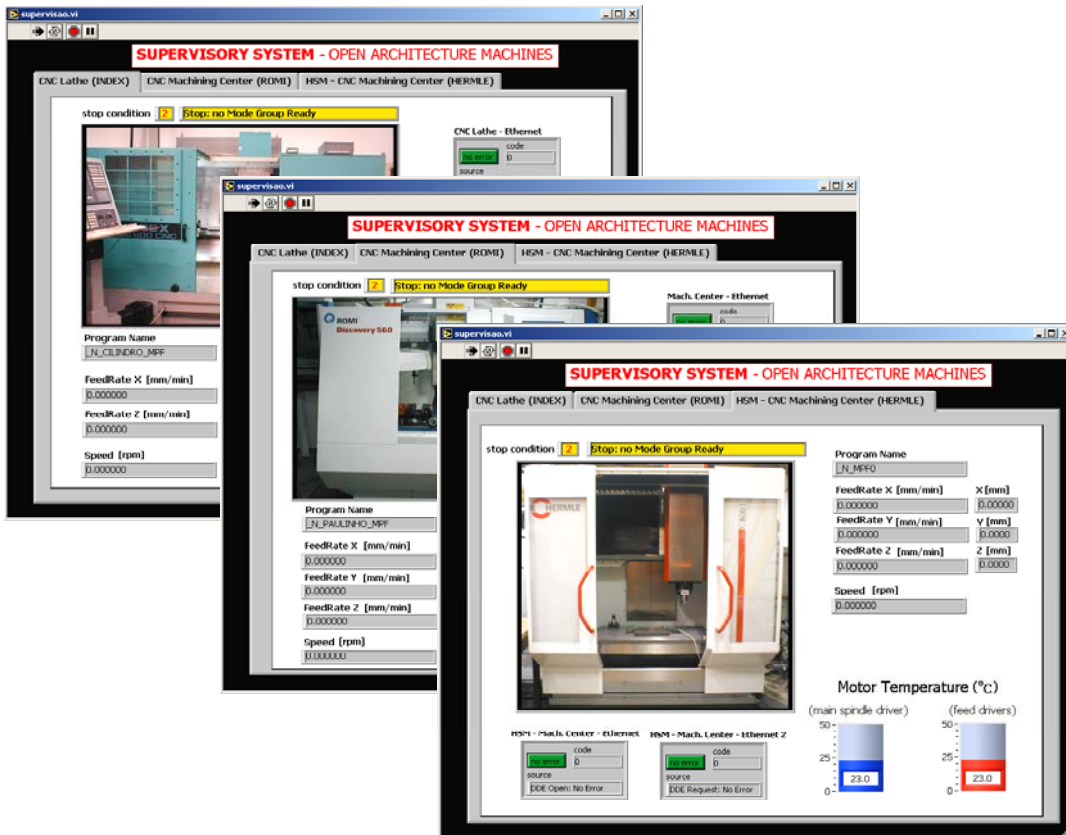 supervisao.vi
SUPERVISORY SYSTEM - OPEN ARCHITECTURE MACHINES
CNC Lathe (INDEX) CNC Machining Center (ROMI) HSM - CNC Machining Center (HERMLE)
stop condition 2 Stop: no Mode Group Ready
CNC Lathe - Ethernet
code
no error 0
source
600 CNC
Program Name
_N_CILINDRO_MPF
FeedRate X [mm/min]
0.000000
FeedRate Z [mm/min]
0.000000
Speed [rpm]
0.000000
supervisao.vi
SUPERVISORY SYSTEM - OPEN ARCHITECTURE MACHINES
CNC Lathe (INDEX) CNC Machining Center (ROMI) HSM - CNC Machining Center (HERMLE)
stop condition 2 Stop: no Mode Group Ready
Mach. Center - Ethernet
code
no error 0
ROMI
Discovery 560
Program Name
_N_PAULINHO_MPF
FeedRate X [mm/min]
0.000000
FeedRate Y [mm/min]
0.000000
FeedRate Z [mm/min]
0.000000
Speed [rpm]
0.000000
supervisao.vi
SUPERVISORY SYSTEM - OPEN ARCHITECTURE MACHINES
CNC Lathe (INDEX) CNC Machining Center (ROMI) HSM - CNC Machining Center (HERMLE)
stop condition 2 Stop: no Mode Group Ready
HERMLE
Program Name
_N_MPF0
FeedRate X [mm/min] X [mm]
0.000000 0.00000
FeedRate Y [mm/min] Y [mm]
0.000000 0.0000
FeedRate Z [mm/min] Z [mm]
0.000000 0.0000
Speed [rpm]
0.000000
Motor Temperature (°C)
(main spindle driver) (feed drivers)
50 50
25 25
23.0 23.0
0 0
HSM - Mach. Center - Ethernet HSM - Mach. Center - Ethernet 2
code code
no error 0 no error 0
source source
DDE Open: No Error DDE Request: No Error